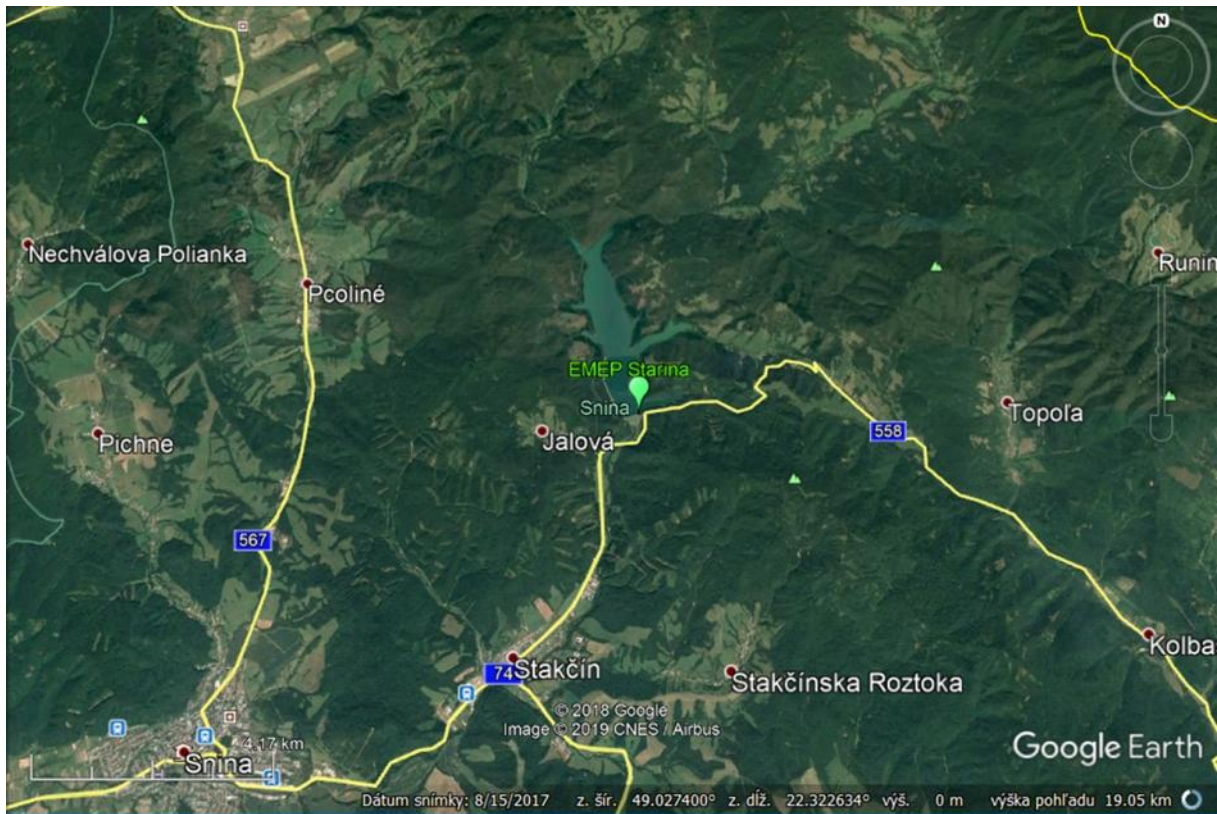 N
Nechválova Polianka
Pcoliné
Runin
EMEP Starina
Snina
Topoľa
Jalová
558
Pichne
567
Kolba
Stakčín
74
Stakčínska Roztoka
© 2018 Google
Image © 2019 CNES / Airbus
4.17 km
Snina
Google Earth
Dátum snímky: 8/15/2017 z. šír. 49.027400° z. dĺž. 22.322634° výš. 0 m výška pohľadu 19.05 km